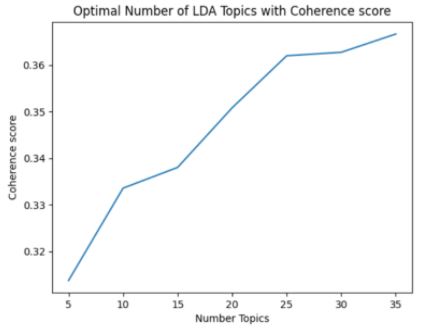 Optimal Number of LDA Topics with Coherence score
0.36
0.35
0.34
0.33
0.32
Coherence score
5 10 15 20 25 30 35
Number Topics